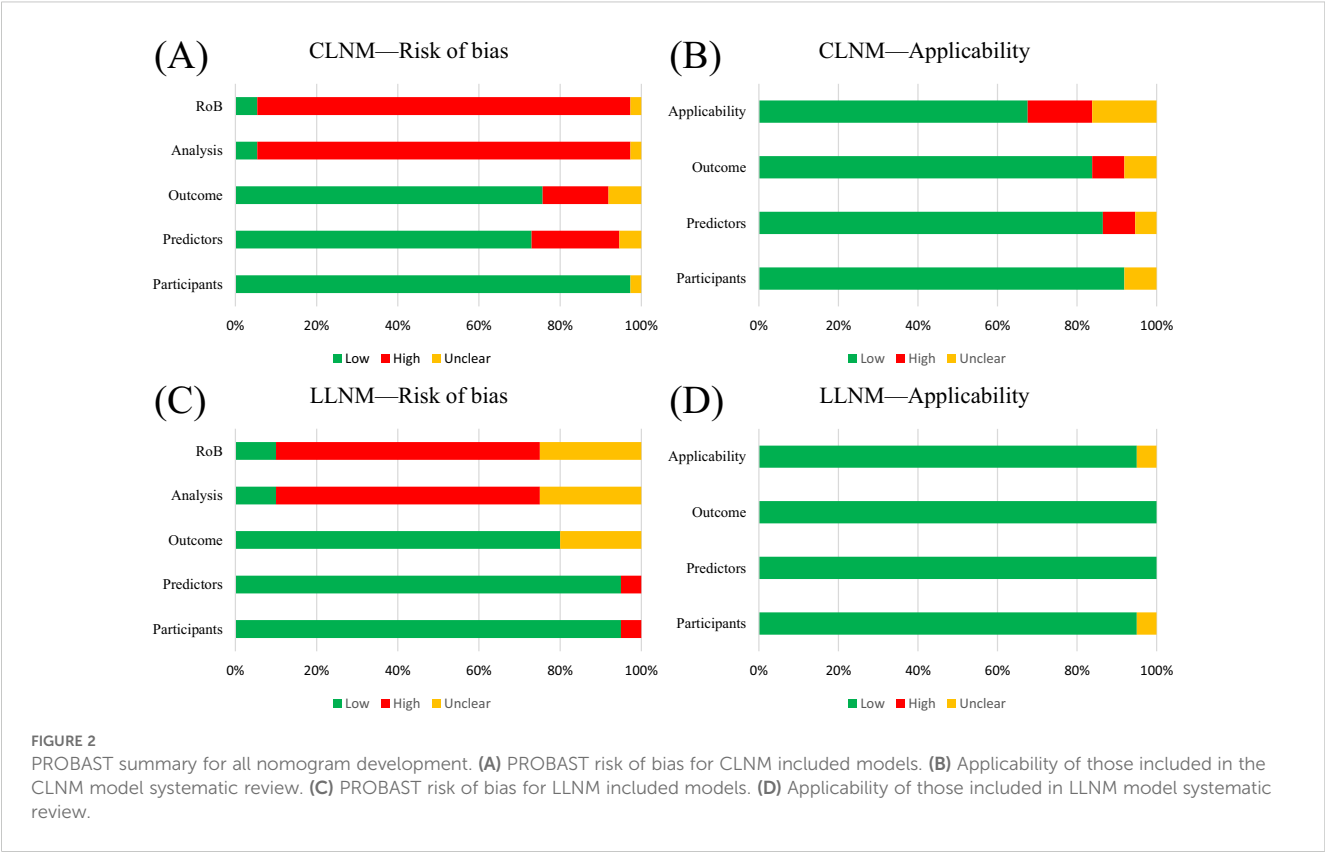 (A) CLNM—Risk of bias
RoB
Analysis
Outcome
Predictors
Participants
0% 20% 40% 60% 80% 100%
Low High Unclear
(B) CLNM—Applicability
Applicability
Outcome
Predictors
Participants
0% 20% 40% 60% 80% 100%
Low High Unclear
(C) LLNM—Risk of bias
RoB
Analysis
Outcome
Predictors
Participants
0% 20% 40% 60% 80% 100%
Low High Unclear
(D) LLNM—Applicability
Applicability
Outcome
Predictors
Participants
0% 20% 40% 60% 80% 100%
Low High Unclear
FIGURE 2
PROBAST summary for all nomogram development. (A) PROBAST risk of bias for CLNM included models. (B) Applicability of those included in the
CLNM model systematic review. (C) PROBAST risk of bias for LLNM included models. (D) Applicability of those included in LLNM model systematic
review.